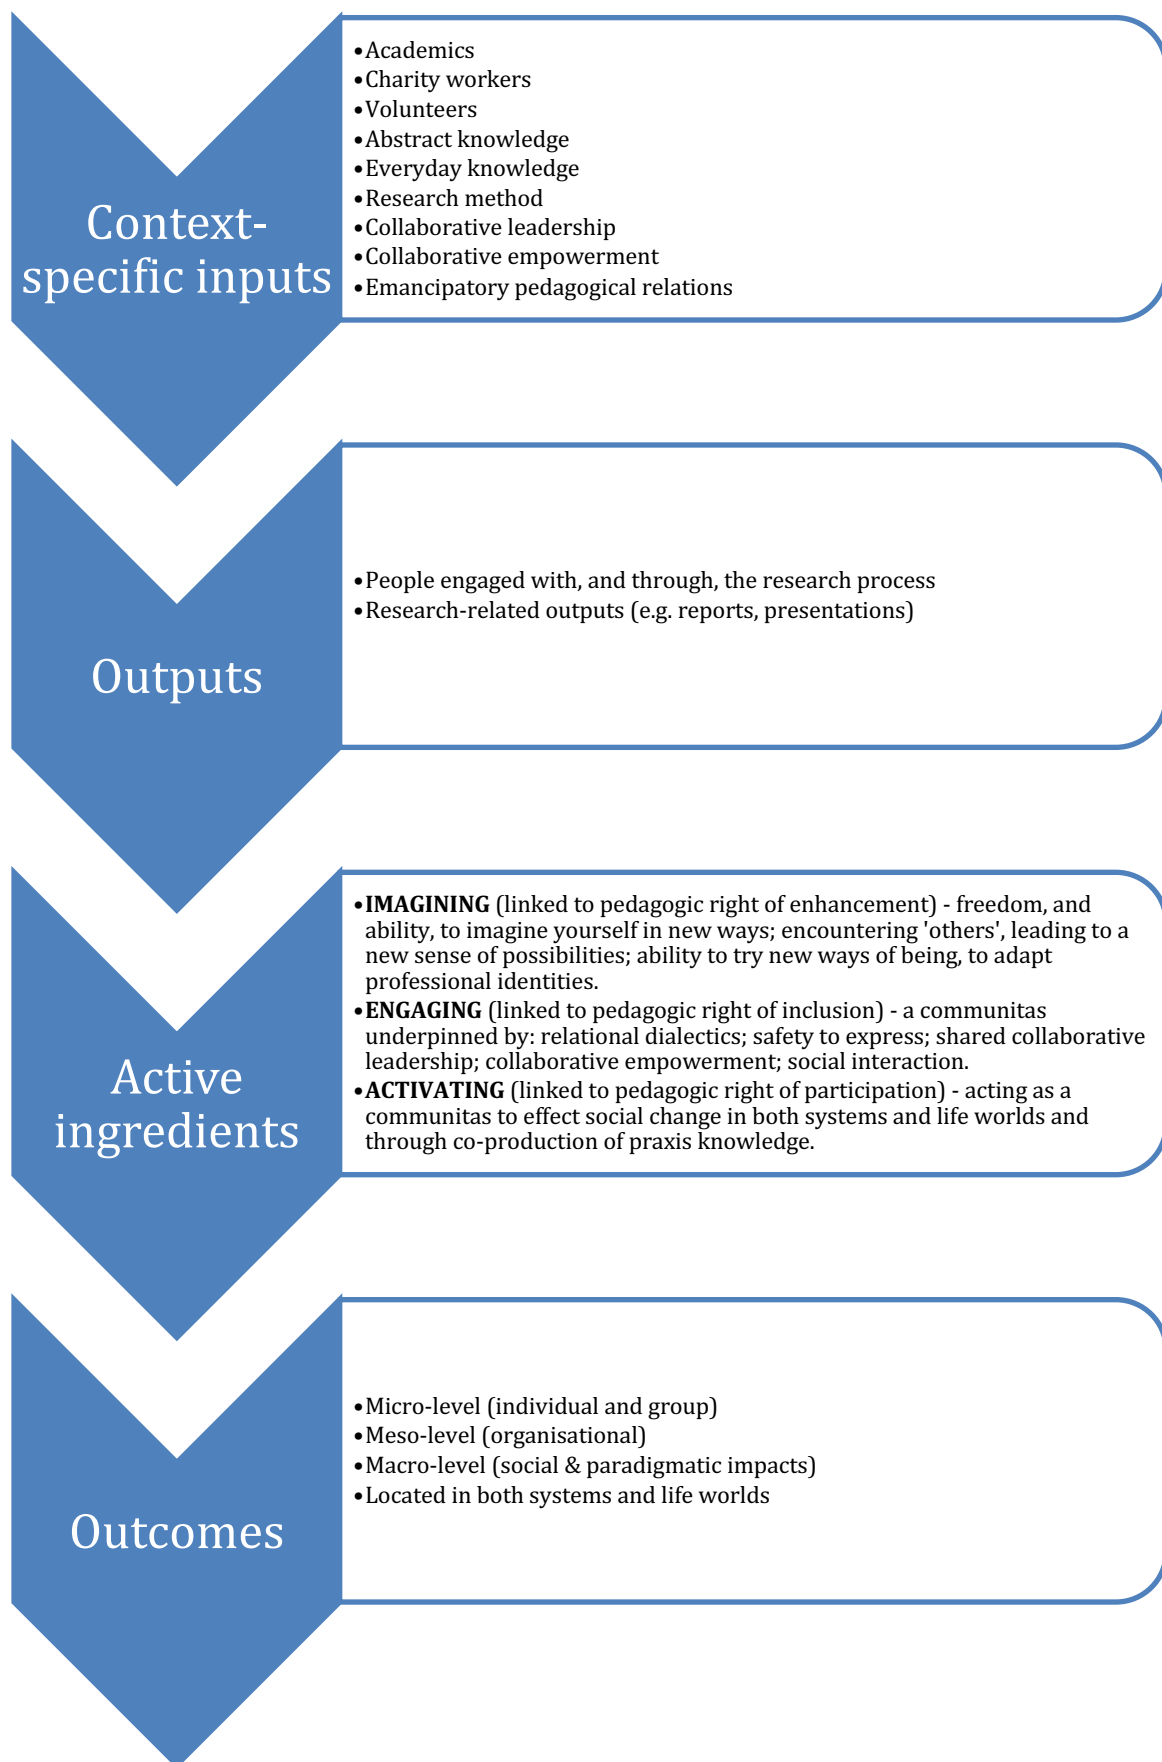 Context-
specific inputs
•Academics
•Charity workers
•Volunteers
•Abstract knowledge
•Everyday knowledge
•Research method
•Collaborative leadership
•Collaborative empowerment
•Emancipatory pedagogical relations
Outputs
•People engaged with, and through, the research process
•Research-related outputs (e.g. reports, presentations)
Active
ingredients
•IMAGINING (linked to pedagogic right of enhancement) - freedom, and
ability, to imagine yourself in new ways; encountering 'others', leading to a
new sense of possibilities; ability to try new ways of being, to adapt
professional identities.
•ENGAGING (linked to pedagogic right of inclusion) - a communitas
underpinned by: relational dialectics; safety to express; shared collaborative
leadership; collaborative empowerment; social interaction.
•ACTIVATING (linked to pedagogic right of participation) - acting as a
communitas to effect social change in both systems and life worlds and
through co-production of praxis knowledge.
Outcomes
•Micro-level (individual and group)
•Meso-level (organisational)
•Macro-level (social & paradigmatic impacts)
•Located in both systems and life worlds